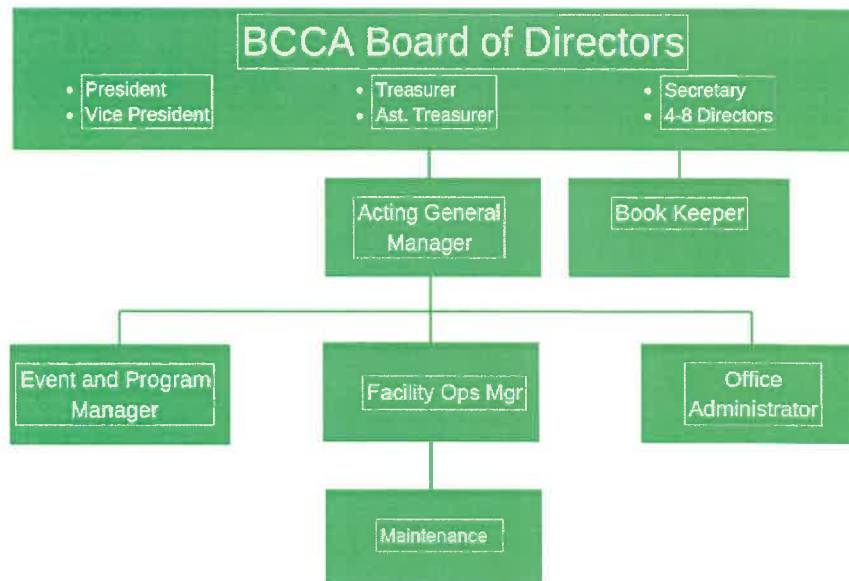 BCCA Board of Directors
• President
• Vice President
• Treasurer
• Ast. Treasurer
• Secretary
• 4-8 Directors
Acting General
Manager
Book Keeper
Event and Program
Manager
Facility Ops Mgr
Office
Administrator
Maintenance